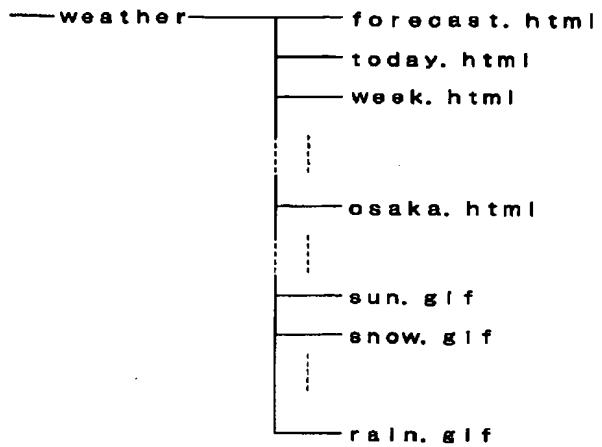 weather forecast. html
today. html
week. html
osaka. html
sun. gif
snow. gif
rain. gif